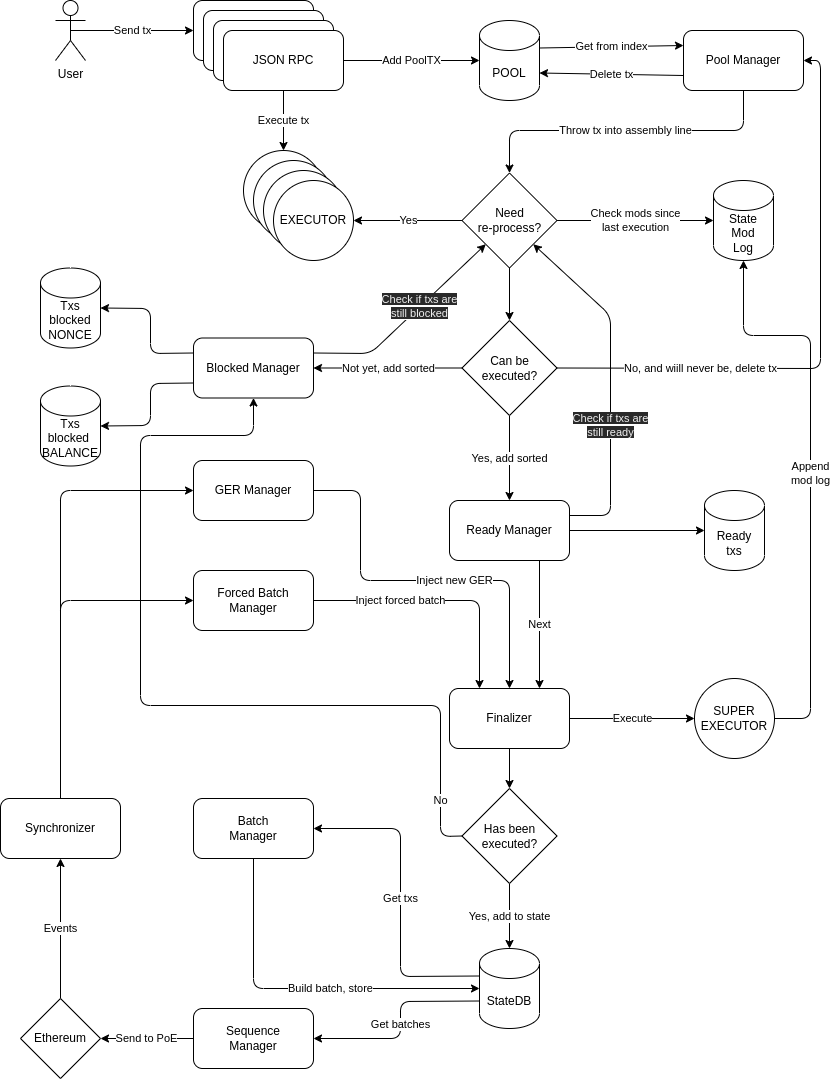 Send tx
User
JSON RPC
Add PoolTX
POOL
Get from index
Delete tx
Pool Manager
Execute tx
Throw tx into assembly line
EXECUTOR
Yes
Need
re-process?
Check mods since
last execution
State
Mod
Log
Txs
blocked
NONCE
Check if txs are
still blocked
Blocked Manager
Not yet, add sorted
Can be
executed?
No, and wiill never be, delete tx
Txs
blocked
BALANCE
Check if txs are
still ready
Yes, add sorted
Append
mod log
GER Manager
Ready Manager
Ready
txs
Inject new GER
Forced Batch
Manager
Inject forced batch
Next
Finalizer
Execute
SUPER
EXECUTOR
No
Synchronizer
Batch
Manager
Has been
executed?
Get txs
Yes, add to state
Events
Build batch, store
StateDB
Get batches
Ethereum
Send to PoE
Sequence
Manager